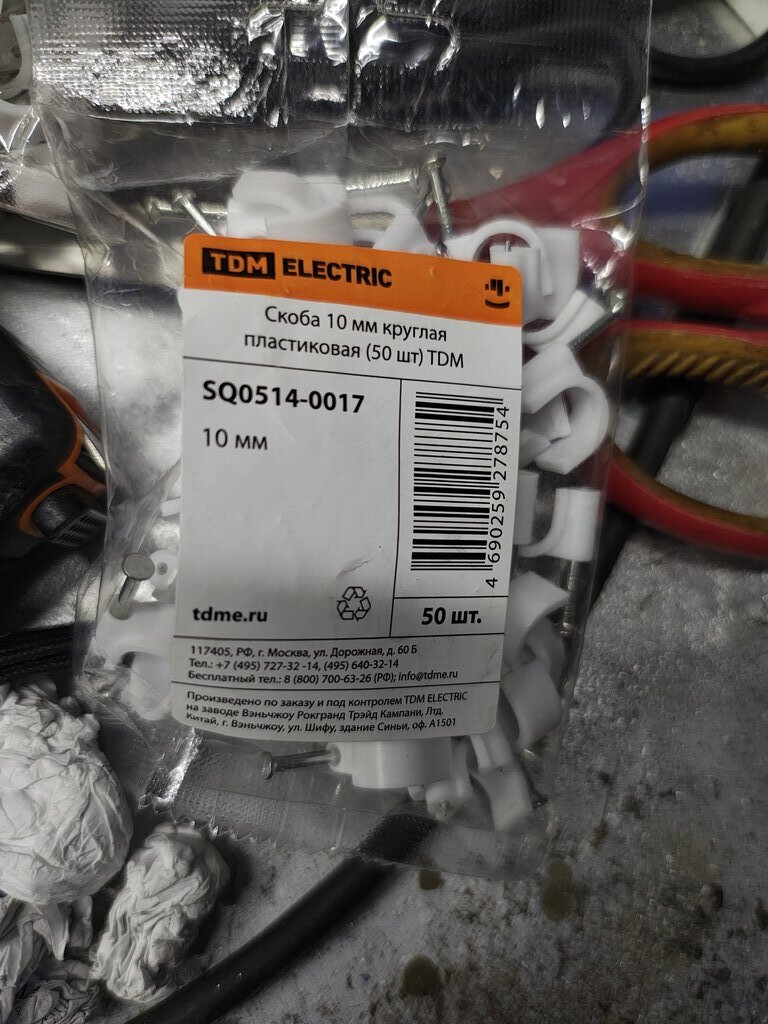 TDM ELECTRIC
Скоба 10 мм круглая
пластиковая (50 шт) TDM
SQ0514-0017
10 мм
4 690259 278754
tdme.ru
50 шт.
117405, РФ, г. Москва, ул. Дорожная, д. 60 Б
Тел.: +7 (495) 727-32 -14, (495) 640-32-14
Бесплатный тел.: 8 (800) 700-63-26 (РФ); info@tdme.ru
Произведено по заказу и под контролем TDM ELECTRIC
на заводе Вэньчжоу Рокгранд Трэйд Кампани, Лтд.
Китай, г. Вэньчжоу, ул. Шифу, здание Синьи, оф. А1501